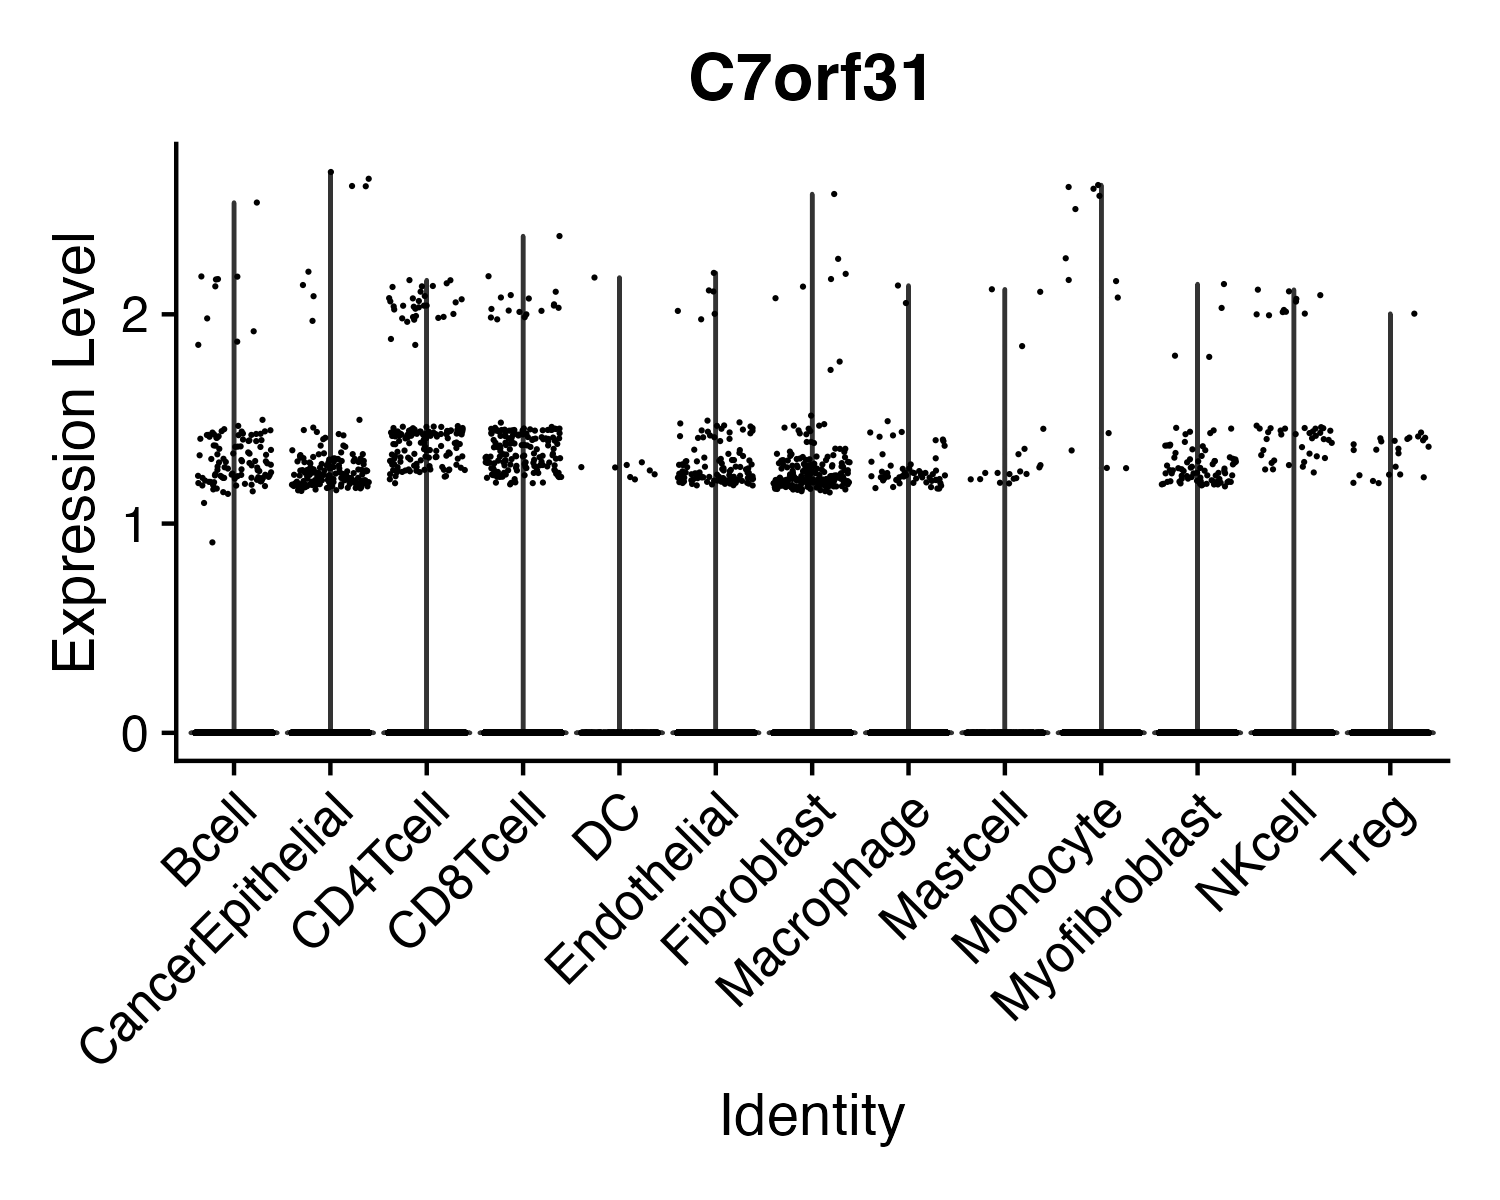 C7orf31
Expression Level
2
1
0
Bcell
CancerEpithelial
CD4Tcell
CD8Tcell
DC
Endothelial
Fibroblast
Macrophage
Mastcell
Monocyte
Myofibroblast
NKcell
Treg
Identity